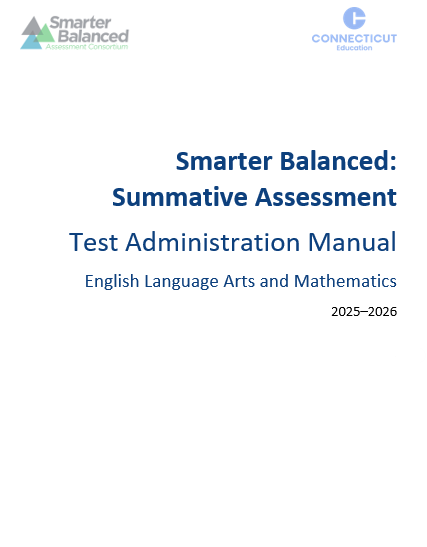 Smarter
Balanced
Assessment Consortium
CONNECTICUT
Education
Smarter Balanced:
Summative Assessment
Test Administration Manual
English Language Arts and Mathematics
2025–2026